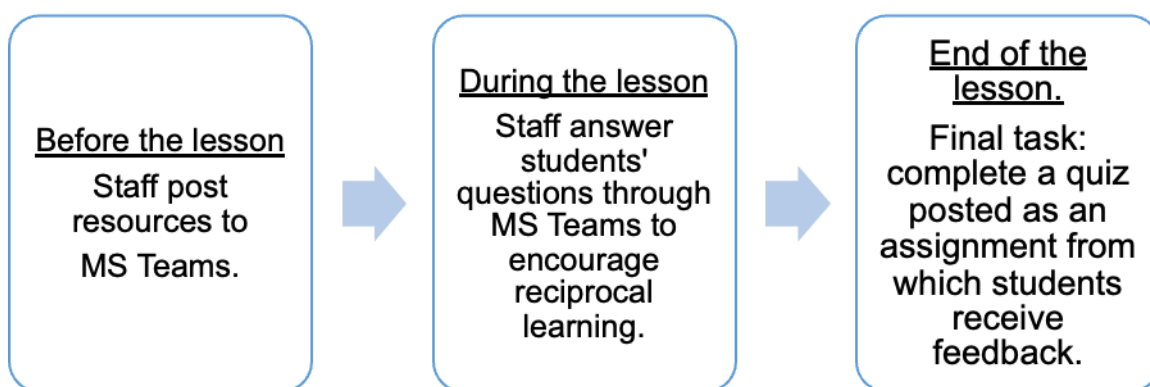 Before the lesson
Staff post
resources to
MS Teams.
During the lesson
Staff answer
students'
questions through
MS Teams to
encourage
reciprocal
learning.
End of the
lesson.
Final task:
complete a quiz
posted as an
assignment from
which students
receive
feedback.